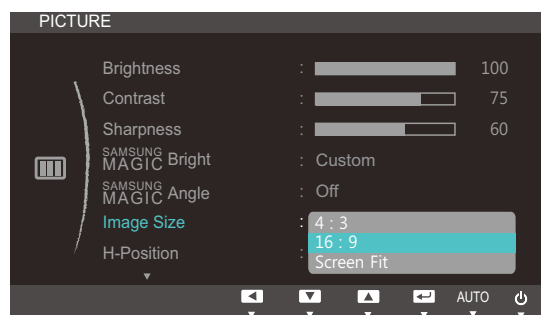 PICTURE
Brightness : 100
Contrast : 75
Sharpness : 60
SAMSUNG MAGIC Bright : Custom
SAMSUNG MAGIC Angle : Off
Image Size : 4 : 3
16 : 9
H-Position : Screen Fit
AUTO